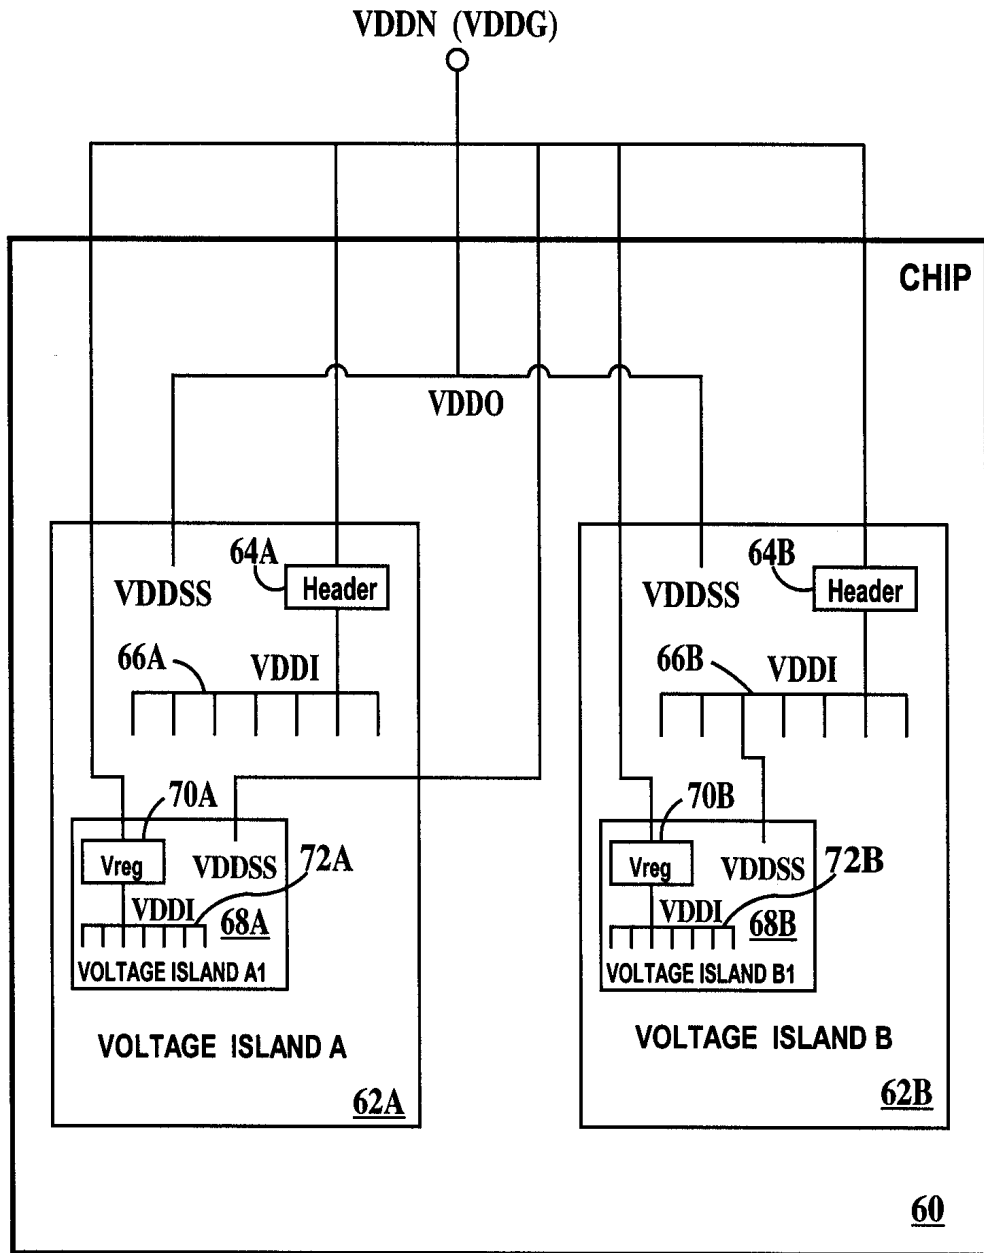 VDDN (VDDG)
CHIP
VDDO
64A
Header
VDDSS
66A
VDDI
70A
Vreg
VDDSS
72A
VDDI
68A
VOLTAGE ISLAND A1
VOLTAGE ISLAND A
62A
64B
Header
VDDSS
66B
VDDI
70B
Vreg
VDDSS
72B
VDDI
68B
VOLTAGE ISLAND B1
VOLTAGE ISLAND B
62B
60